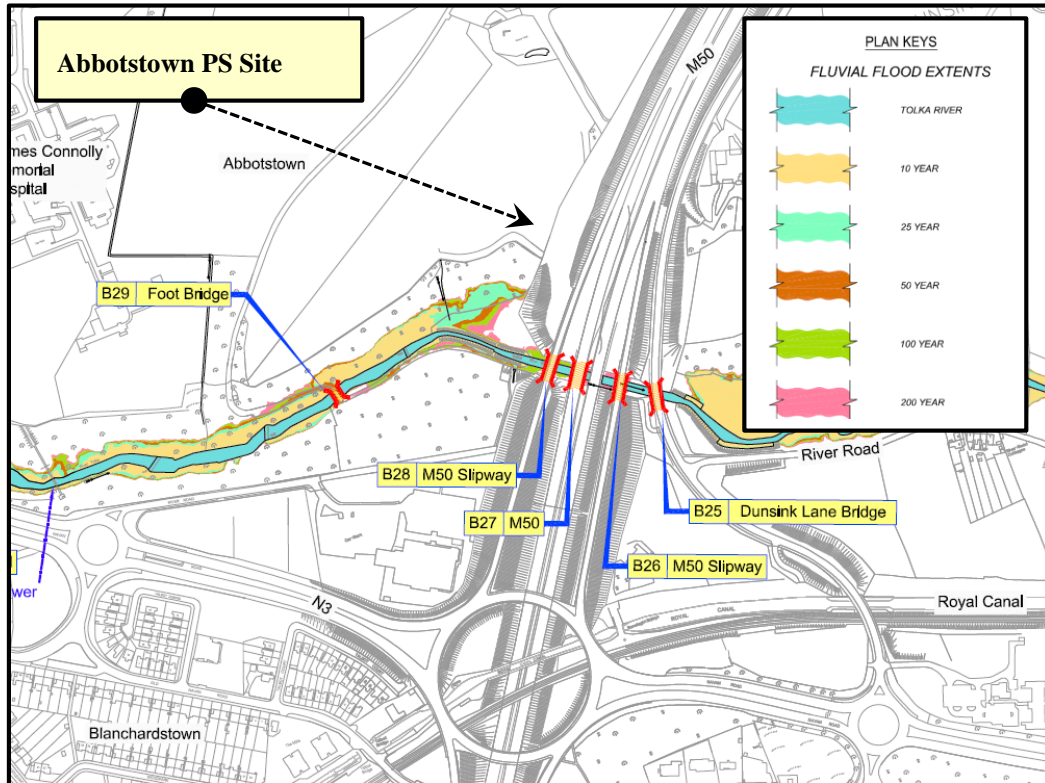 Abbotstown PS Site
M50
PLAN KEYS
FLUVIAL FLOOD EXTENTS
TOLKA RIVER
10 YEAR
25 YEAR
50 YEAR
100 YEAR
200 YEAR
mes Connolly
morial
spital
Abbotstown
B29 Foot Bridge
River Road
B28 M50 Slipway
B27 M50
B25 Dunsink Lane Bridge
B26 M50 Slipway
wer
N3
Royal Canal
ROYAL CANAL
Blanchardstown